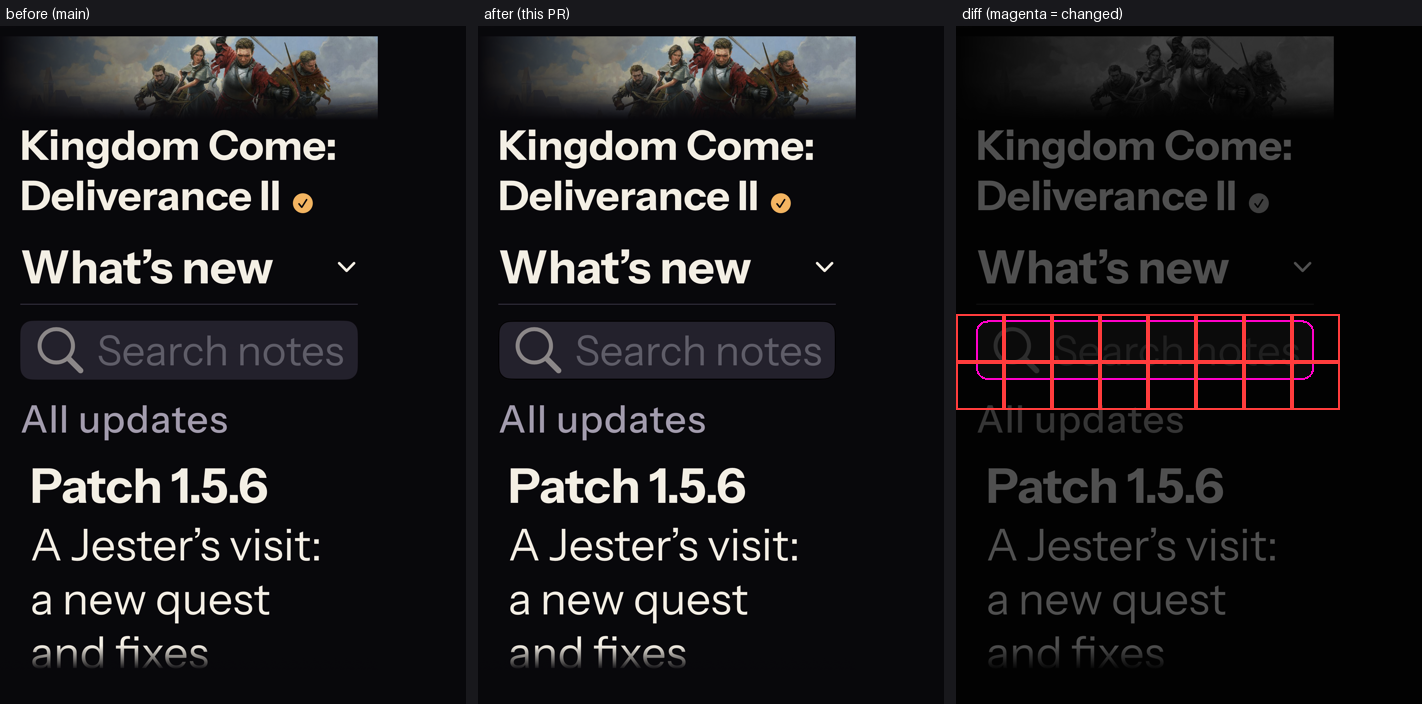 before (main)
after (this PR)
diff (magenta = changed)
Kingdom Come:
Deliverance II
What’s new
Search notes
All updates
Patch 1.5.6
A Jester’s visit:
a new quest
and fixes
Kingdom Come:
Deliverance II
What’s new
Search notes
All updates
Patch 1.5.6
A Jester’s visit:
a new quest
and fixes
Kingdom Come:
Deliverance II
What’s new
Search notes
All updates
Patch 1.5.6
A Jester’s visit:
a new quest
and fixes